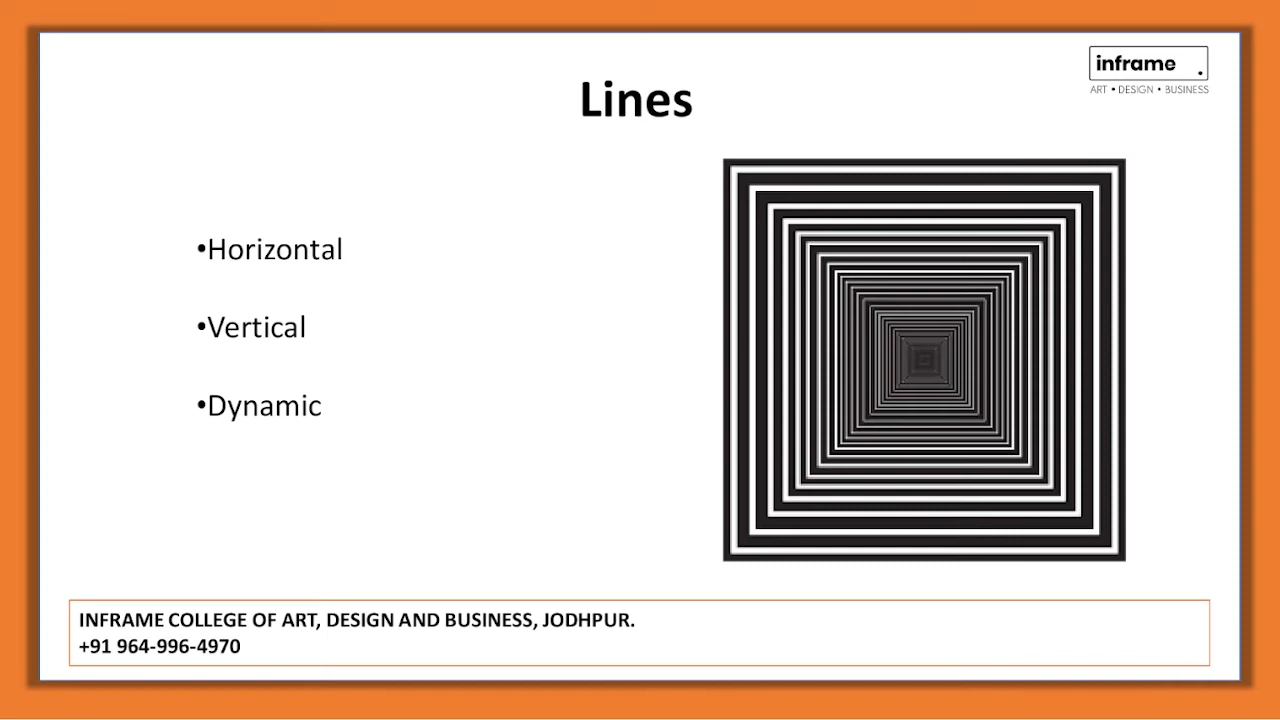 inframe .
ART • DESIGN • BUSINESS
Lines
•Horizontal
•Vertical
•Dynamic
INFRAME COLLEGE OF ART, DESIGN AND BUSINESS, JODHPUR.
+91 964-996-4970